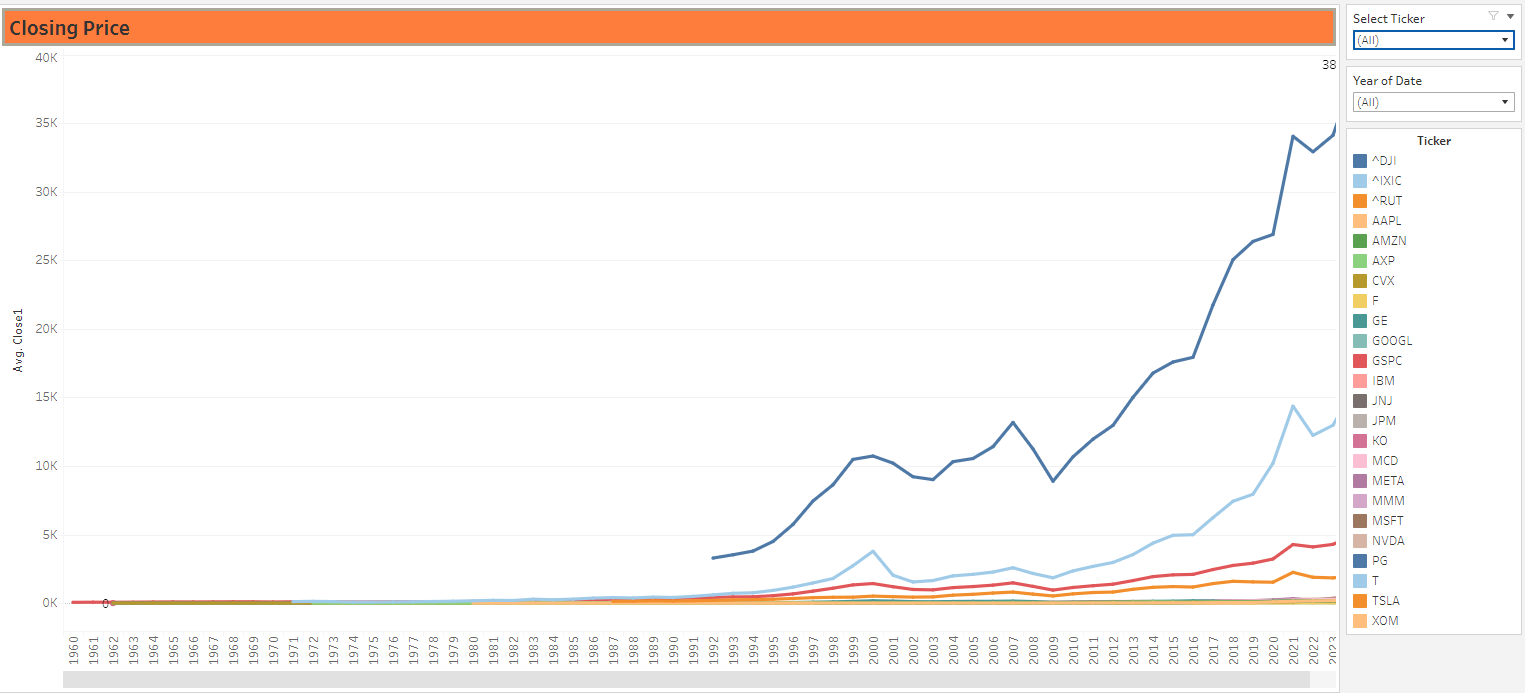 Closing Price
40K
38
35K
30K
25K
20K
15K
10K
5K
0K
0
Avg. Close1
1960 1961 1962 1963 1964 1965 1966 1967 1968 1969 1970 1971 1972 1973 1974 1975 1976 1977 1978 1979 1980 1981 1982 1983 1984 1985 1986 1987 1988 1989 1990 1991 1992 1993 1994 1995 1996 1997 1998 1999 2000 2001 2002 2003 2004 2005 2006 2007 2008 2009 2010 2011 2012 2013 2014 2015 2016 2017 2018 2019 2020 2021 2022 2023
Select Ticker
(All)
Year of Date
(All)
Ticker
^DJI
^IXIC
^RUT
AAPL
AMZN
AXP
CVX
F
GE
GOOGL
GSPC
IBM
JNJ
JPM
KO
MCD
META
MMM
MSFT
NVDA
PG
T
TSLA
XOM